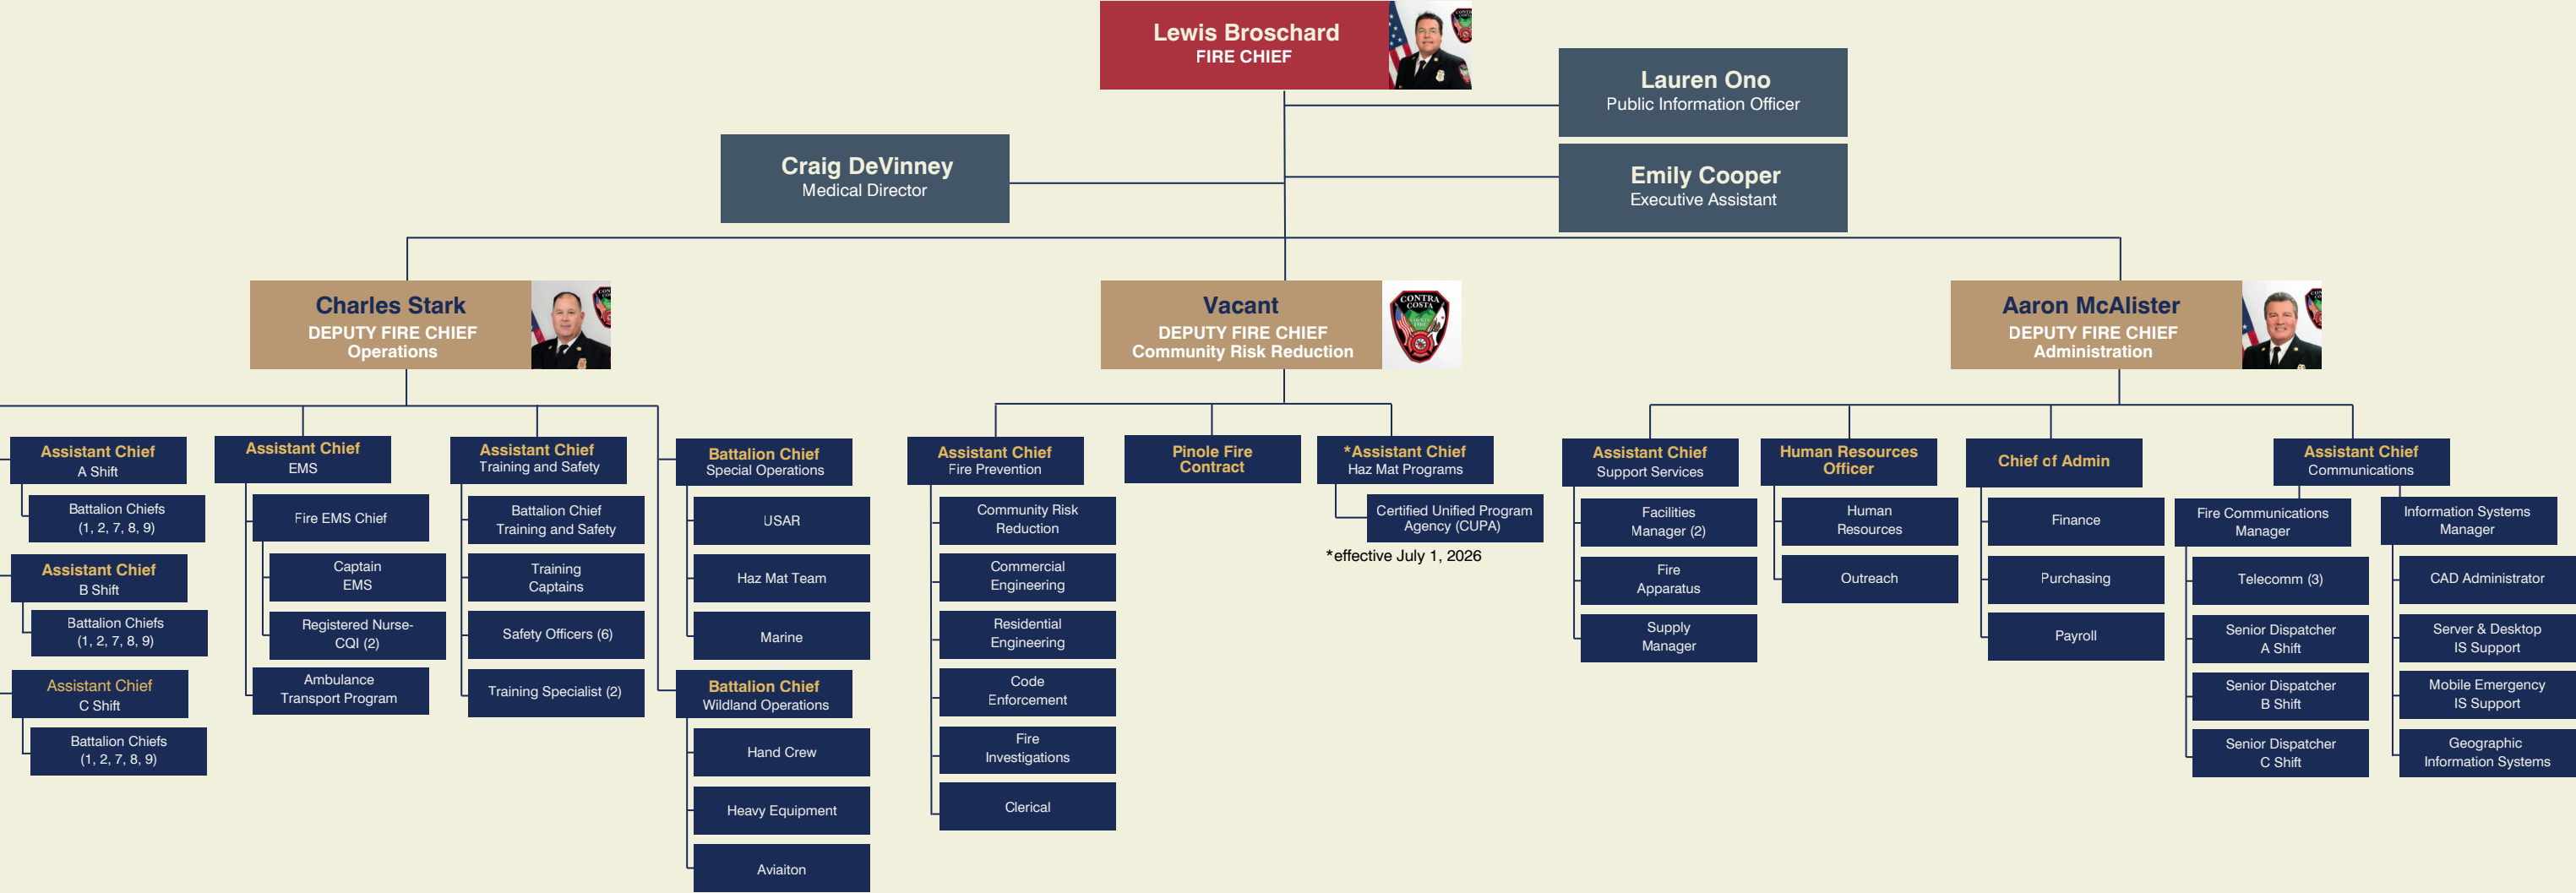 Lewis Broschard
FIRE CHIEF
Lauren Ono
Public Information Officer
Craig DeVinney
Medical Director
Emily Cooper
Executive Assistant
Charles Stark
DEPUTY FIRE CHIEF
Operations
Vacant
DEPUTY FIRE CHIEF
Community Risk Reduction
CONTRA
COSTA
Aaron McAlister
DEPUTY FIRE CHIEF
Administration
Assistant Chief
A Shift
Battalion Chiefs
(1, 2, 7, 8, 9)
Assistant Chief
B Shift
Battalion Chiefs
(1, 2, 7, 8, 9)
Assistant Chief
C Shift
Battalion Chiefs
(1, 2, 7, 8, 9)
Assistant Chief
EMS
Fire EMS Chief
Captain
EMS
Registered Nurse-
CQI (2)
Ambulance
Transport Program
Assistant Chief
Training and Safety
Battalion Chief
Training and Safety
Training
Captains
Safety Officers (6)
Training Specialist (2)
Battalion Chief
Special Operations
USAR
Haz Mat Team
Marine
Battalion Chief
Wildland Operations
Hand Crew
Heavy Equipment
Aviaiton
Assistant Chief
Fire Prevention
Community Risk
Reduction
Commercial
Engineering
Residential
Engineering
Code
Enforcement
Fire
Investigations
Clerical
Pinole Fire
Contract
*Assistant Chief
Haz Mat Programs
Certified Unified Program
Agency (CUPA)
*effective July 1, 2026
Assistant Chief
Support Services
Facilities
Manager (2)
Fire
Apparatus
Supply
Manager
Human Resources
Officer
Human
Resources
Outreach
Chief of Admin
Finance
Purchasing
Payroll
Assistant Chief
Communications
Fire Communications
Manager
Telecomm (3)
Senior Dispatcher
A Shift
Senior Dispatcher
B Shift
Senior Dispatcher
C Shift
Information Systems
Manager
CAD Administrator
Server & Desktop
IS Support
Mobile Emergency
IS Support
Geographic
Information Systems